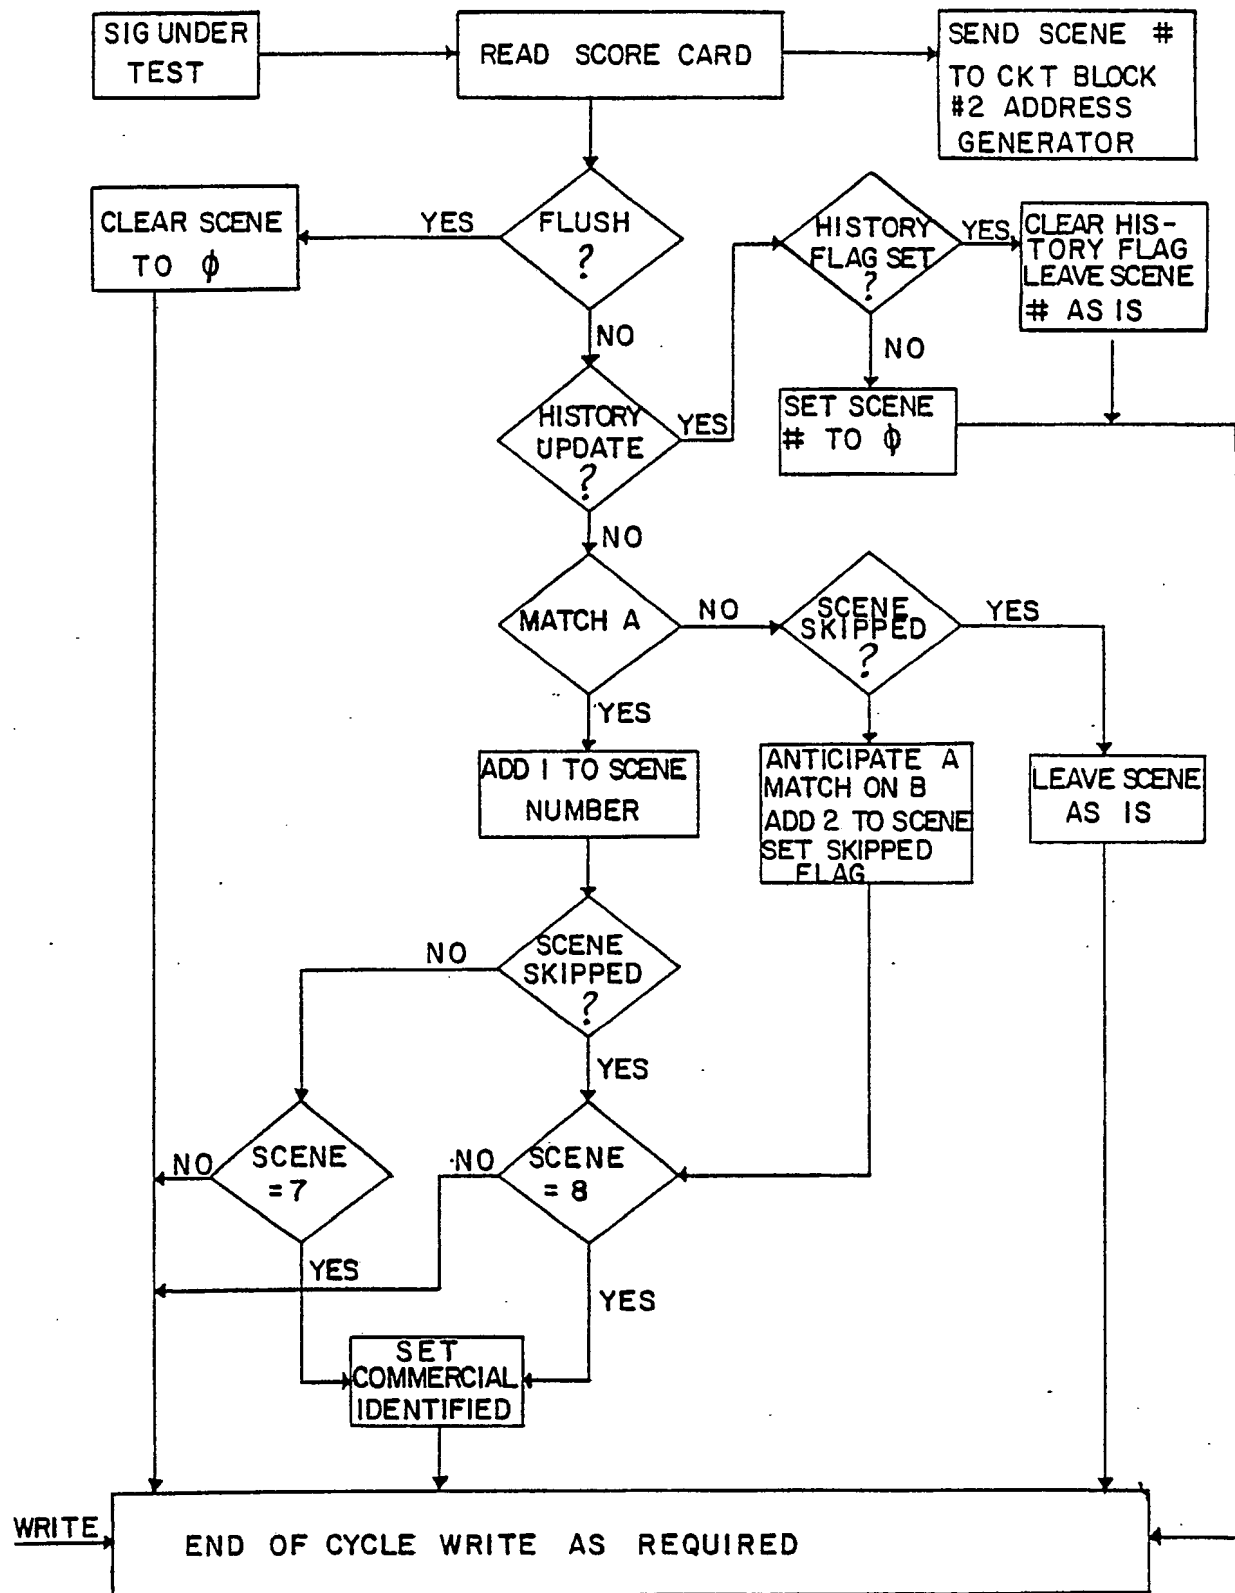 SIG UNDER
TEST
READ SCORE CARD
SEND SCENE #
TO CKT BLOCK
#2 ADDRESS
GENERATOR
CLEAR SCENE
TO ϕ
YES
FLUSH
?
NO
HISTORY
FLAG SET
?
YES
CLEAR HIS-
TORY FLAG
LEAVE SCENE
# AS IS
NO
SET SCENE
# TO ϕ
HISTORY
UPDATE
?
YES
NO
MATCH A
NO
SCENE
SKIPPED
?
YES
YES
ADD 1 TO SCENE
NUMBER
ANTICIPATE A
MATCH ON B
ADD 2 TO SCENE
SET SKIPPED
FLAG
LEAVE SCENE
AS IS
SCENE
SKIPPED
?
NO
YES
SCENE
=7
NO
YES
SCENE
=8
NO
YES
SET
COMMERCIAL
IDENTIFIED
WRITE
END OF CYCLE WRITE AS REQUIRED